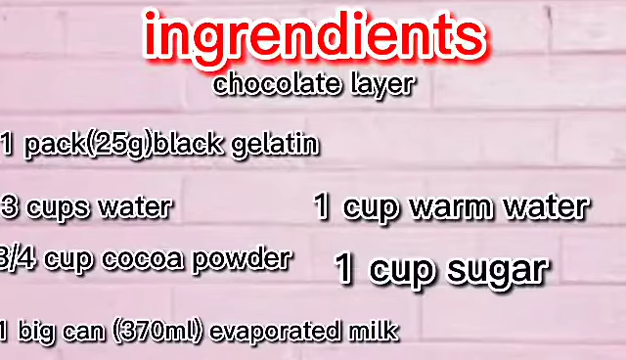 ingrendients
chocolate layer
1 pack(25g)black gelatin
3 cups water
1 cup warm water
3/4 cup cocoa powder
1 cup sugar
1 big can (370ml) evaporated milk